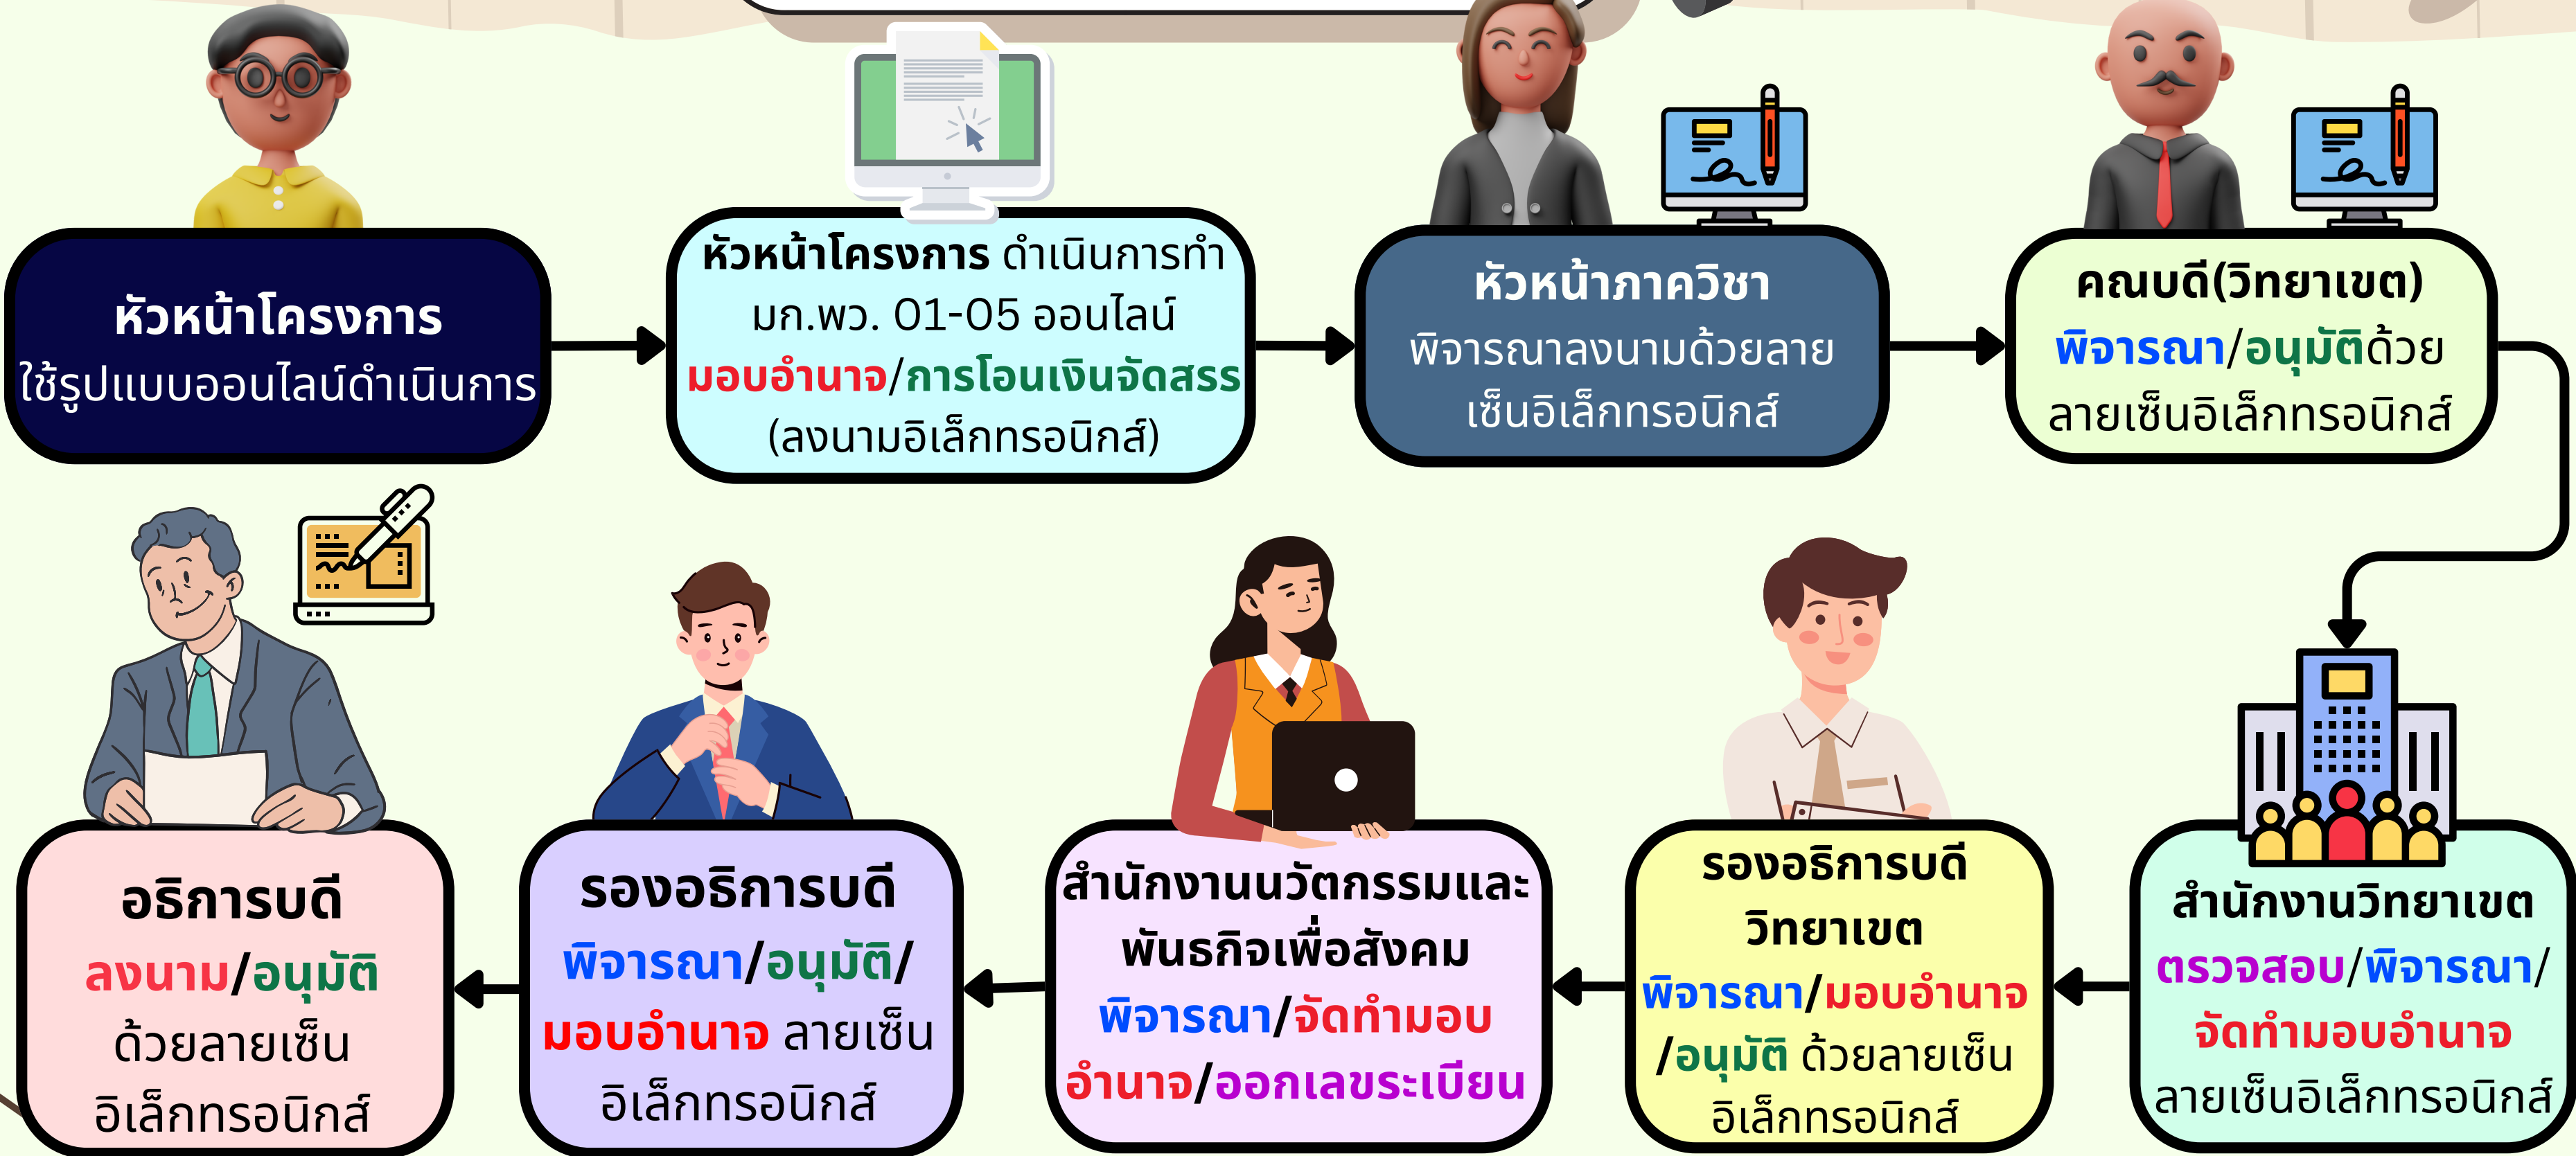 หัวหน้าโครงการ
ใช้รูปแบบออนไลน์ดำเนินการ
หัวหน้าโครงการ ดำเนินการทำ
มก.พว. 01-05 ออนไลน์
มอบอำนาจ/การโอนเงินจัดสรร
(ลงนามอิเล็กทรอนิกส์)
หัวหน้าภาควิชา
พิจารณาลงนามด้วยลาย
เซ็นอิเล็กทรอนิกส์
คณบดี(วิทยาเขต)
พิจารณา/อนุมัติด้วย
ลายเซ็นอิเล็กทรอนิกส์
สำนักงานวิทยาเขต
ตรวจสอบ/พิจารณา/
จัดทำมอบอำนาจ
ลายเซ็นอิเล็กทรอนิกส์
รองอธิการบดี
วิทยาเขต
พิจารณา/มอบอำนาจ
/อนุมัติ ด้วยลายเซ็น
อิเล็กทรอนิกส์
สำนักงานนวัตกรรมและ
พันธกิจเพื่อสังคม
พิจารณา/จัดทำมอบ
อำนาจ/ออกเลขระเบียน
รองอธิการบดี
พิจารณา/อนุมัติ/
มอบอำนาจ ลายเซ็น
อิเล็กทรอนิกส์
อธิการบดี
ลงนาม/อนุมัติ
ด้วยลายเซ็น
อิเล็กทรอนิกส์